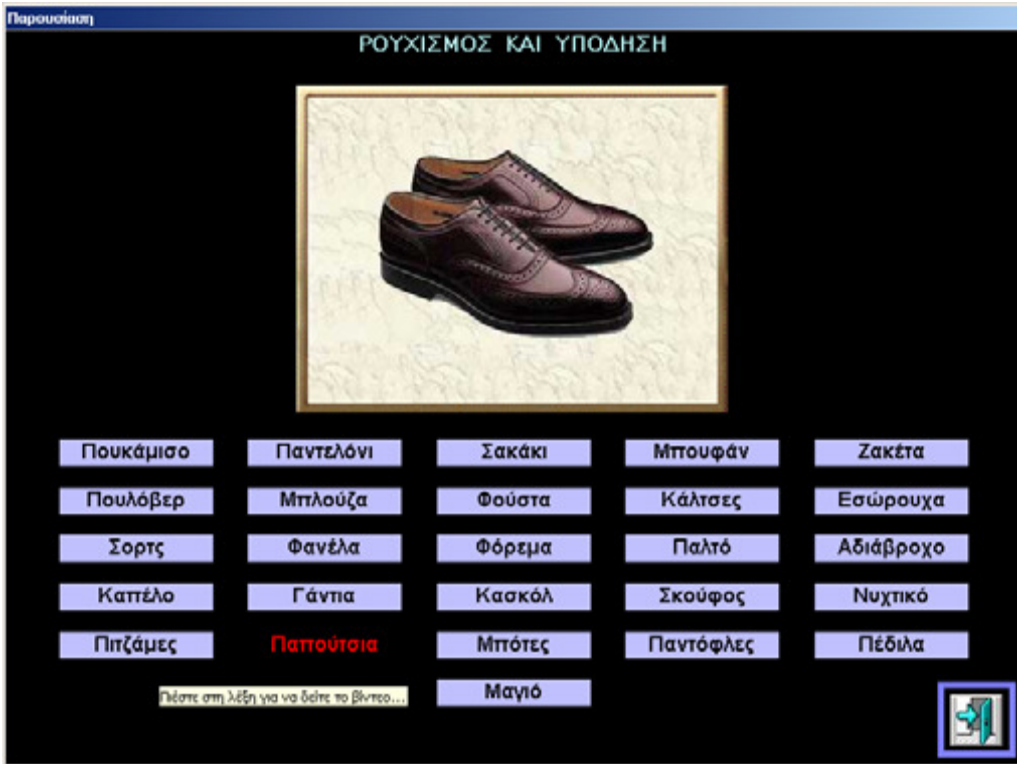 Παρουσίαση
ΡΟΥΧΙΣΜΟΣ ΚΑΙ ΥΠΟΔΗΣΗ
Πουκάμισο Παντελόνι Σακάκι Μπουφάν Ζακέτα
Πουλόβερ Μπλούζα Φούστα Κάλτσες Εσώρουχα
Σορτς Φανέλα Φόρεμα Παλτό Αδιάβροχο
Καπέλο Γάντια Κασκόλ Σκούφος Νυχτικό
Πιτζάμες Παπούτσια Μπότες Παντόφλες Πέδιλα
Πιέστε στη λέξη για να δείτε το βίντεο... Μαγιό